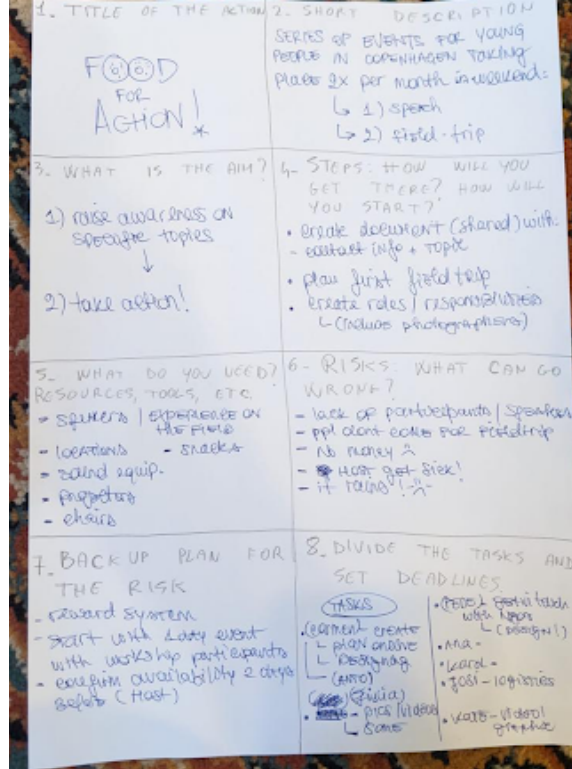 1. TITLE OF THE ACTION
FOOD
FOR
ACTION!
2. SHORT DESCRIPTION
SERIES OF EVENTS FOR YOUNG
PEOPLE IN COPENHAGEN TAKING
place 2x per month in weekend:
↳ 1) speech
↳ 2) field-trip
3. WHAT IS THE AIM?
1) raise awareness on
specific topics
↓
2) take action!
4- STEPS: HOW WILL YOU
GET THERE? HOW WILL
YOU START?
• create document (shared) with:
- contact info + topic
• plan first field trip
• create roles / responsibilities
↳ (include photographers)
5- WHAT DO YOU NEED?
RESOURCES, TOOLS, ETC.
- speakers | EXPERIENCE ON
THE FIELD
- locations - snacks
- sound equip.
- projectors
- chairs
6- RISKS: WHAT CAN GO
WRONG?
- lack of participants / speakers
- ppl dont come FOR Fieldtrip
- no money
- Host get sick!
- it rains!
7. BACK UP PLAN FOR
THE RISK
- reward system
- start with 1 day event
with workshop participants
- confirm availability 2 days
before (Host)
8. DIVIDE THE TASKS AND
SET DEADLINES
TASKS
create
plan
- pics / videos
get in touch
with
(DESIGN!)
• Ana -
• Karol -
• Josi - logistics
- video /
graphic